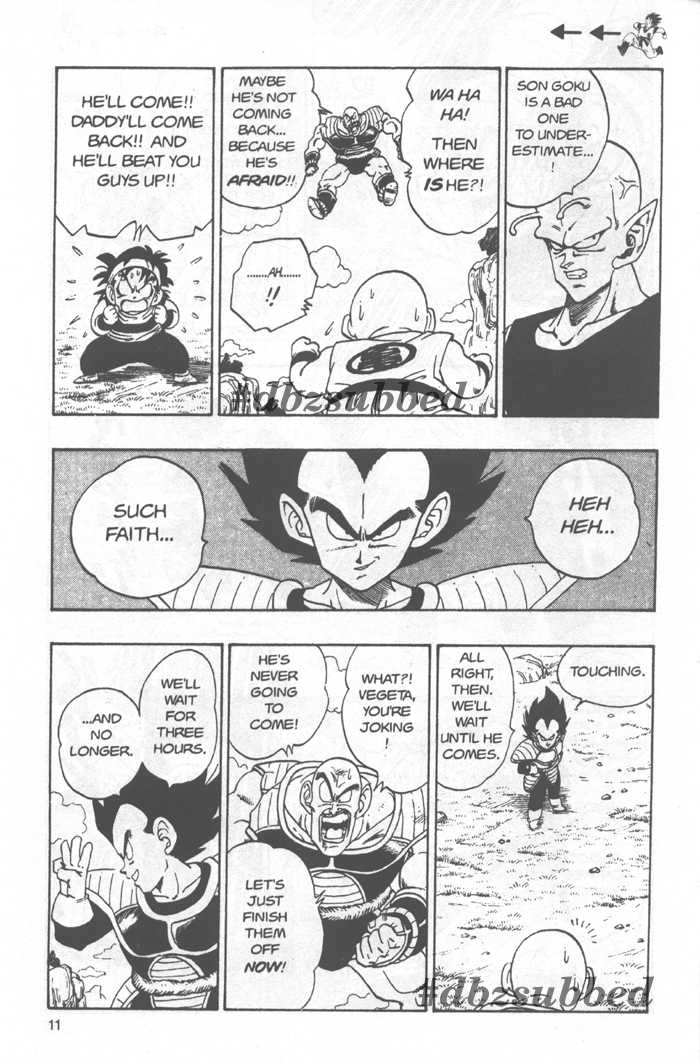 SON GOKU
IS A BAD
ONE
TO UNDER-
ESTIMATE...
!
WA HA
HA!
THEN
WHERE
IS HE?!
MAYBE
HE'S NOT
COMING
BACK...
BECAUSE
HE'S
AFRAID!!
......AH......
!!
HE'LL COME!!
DADDY'LL COME
BACK!! AND
HE'LL BEAT YOU
GUYS UP!!
#dbzsubbed
HEH
HEH...
SUCH
FAITH...
TOUCHING.
ALL
RIGHT,
THEN.
WE'LL
WAIT
UNTIL HE
COMES.
WHAT?!
VEGETA,
YOU'RE
JOKING
!
HE'S
NEVER
GOING
TO
COME!
LET'S
JUST
FINISH
THEM
OFF
NOW!
WE'LL
WAIT
FOR
THREE
HOURS.
...AND
NO
LONGER.
#dbzsubbed
11